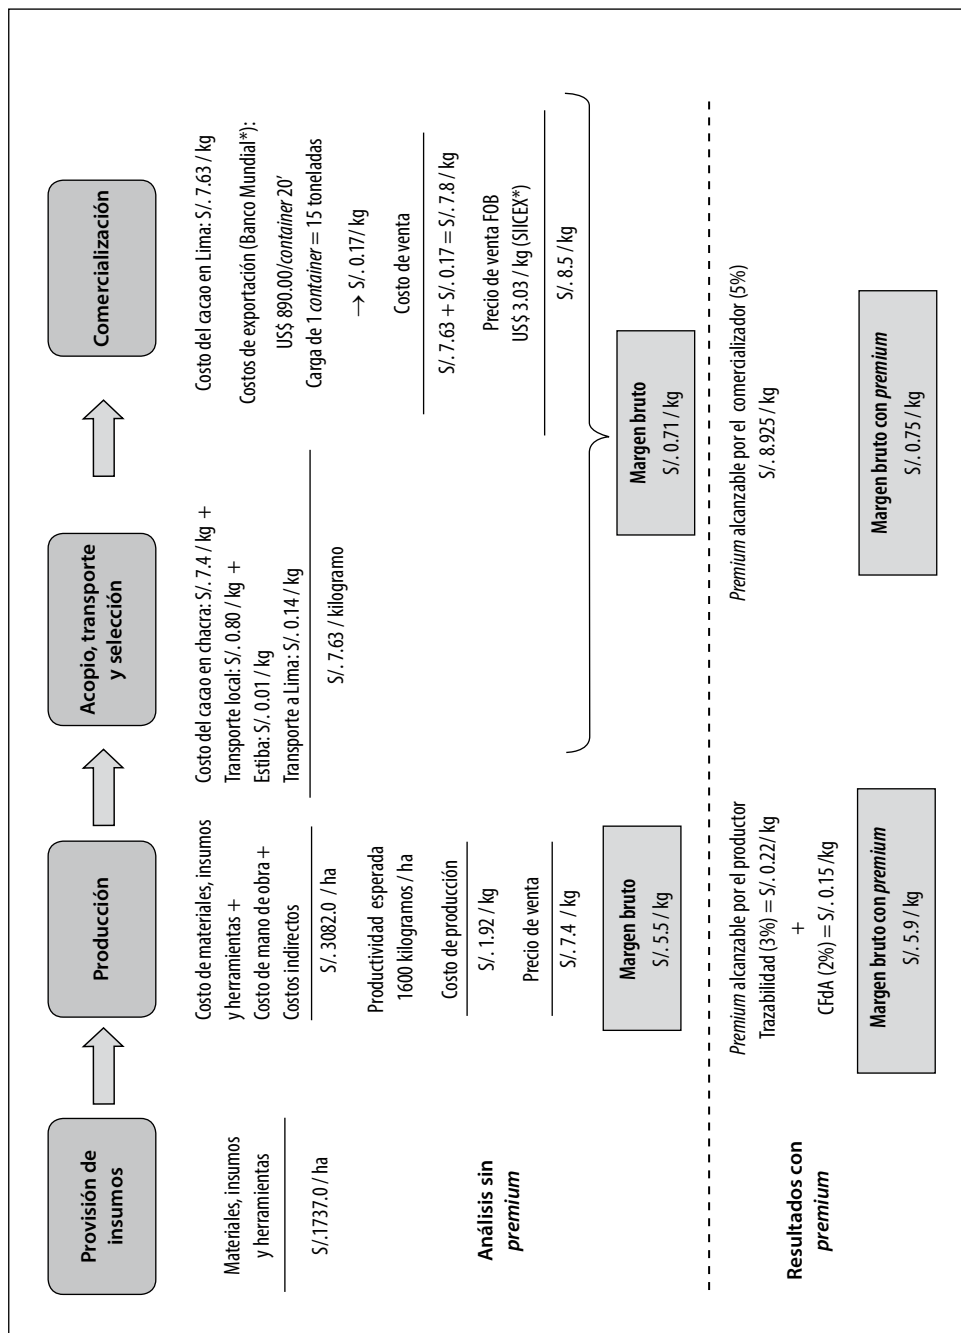 Provisión de
insumos
Producción
Acopio, transporte
y selección
Comercialización
Materiales, insumos
y herramientas
S/.1737.0 / ha
Costo de materiales, insumos
y herramientas +
Costo de mano de obra +
Costos indirectos
S/. 3082.0 / ha
Productividad esperada
1600 kilogramos / ha
Costo de producción
S/. 1.92 / kg
Precio de venta
S/. 7.4 / kg
Margen bruto
S/. 5.5 / kg
Costo del cacao en chacra: S/. 7.4 / kg +
Transporte local: S/. 0.80 / kg +
Estiba: S/. 0.01 / kg
Transporte a Lima: S/. 0.14 / kg
S/. 7.63 / kilogramo
Costo del cacao en Lima: S/. 7.63 / kg
Costos de exportación (Banco Mundial*):
US$ 890.00/container 20’
Carga de 1 container = 15 toneladas
→ S/. 0.17/ kg
Costo de venta
S/. 7.63 + S/. 0.17 = S/. 7.8 / kg
Precio de venta FOB
US$ 3.03 / kg (SIICEX*)
S/. 8.5 / kg
Margen bruto
S/. 0.71 / kg
Análisis sin
premium
Resultados con
premium
Premium alcanzable por el productor
Trazabilidad (3%) = S/. 0.22/ kg
+
CFdA (2%) = S/. 0.15 /kg
Margen bruto con premium
S/. 5.9 / kg
Premium alcanzable por el comercializador (5%)
S/. 8.925 / kg
Margen bruto con premium
S/. 0.75 / kg